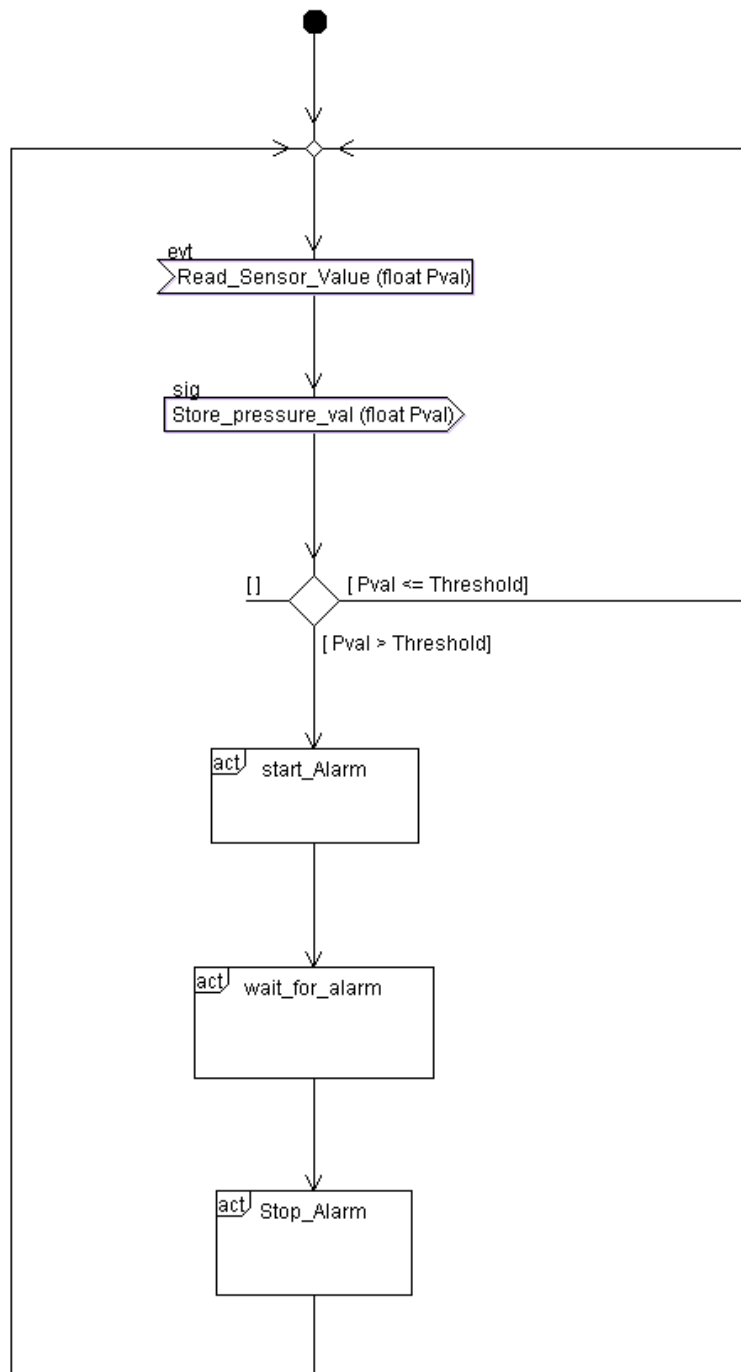 evt
Read_Sensor_Value (float Pval)
sig
Store_pressure_val (float Pval)
[ ]
[ Pval <= Threshold]
[ Pval > Threshold]
act
start_Alarm
act
wait_for_alarm
act
Stop_Alarm